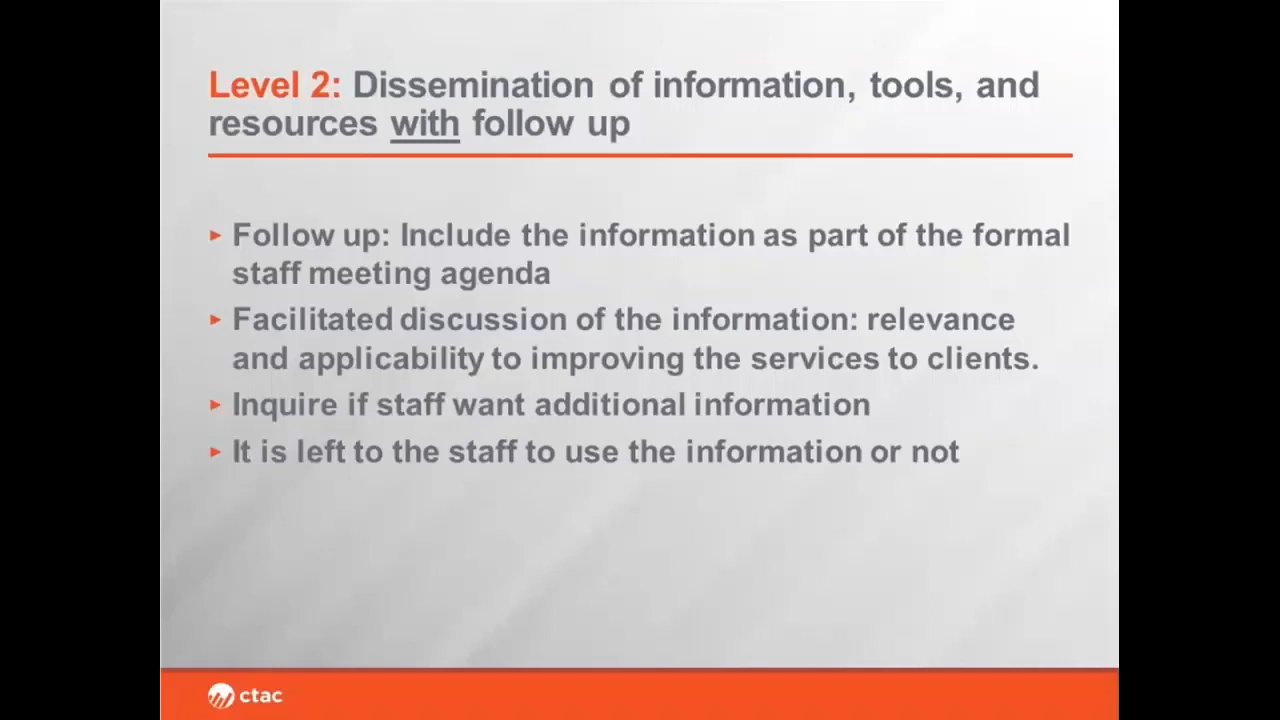 Level 2: Dissemination of information, tools, and
resources with follow up
Follow up: Include the information as part of the formal
staff meeting agenda
Facilitated discussion of the information: relevance
and applicability to improving the services to clients.
Inquire if staff want additional information
It is left to the staff to use the information or not
ctac